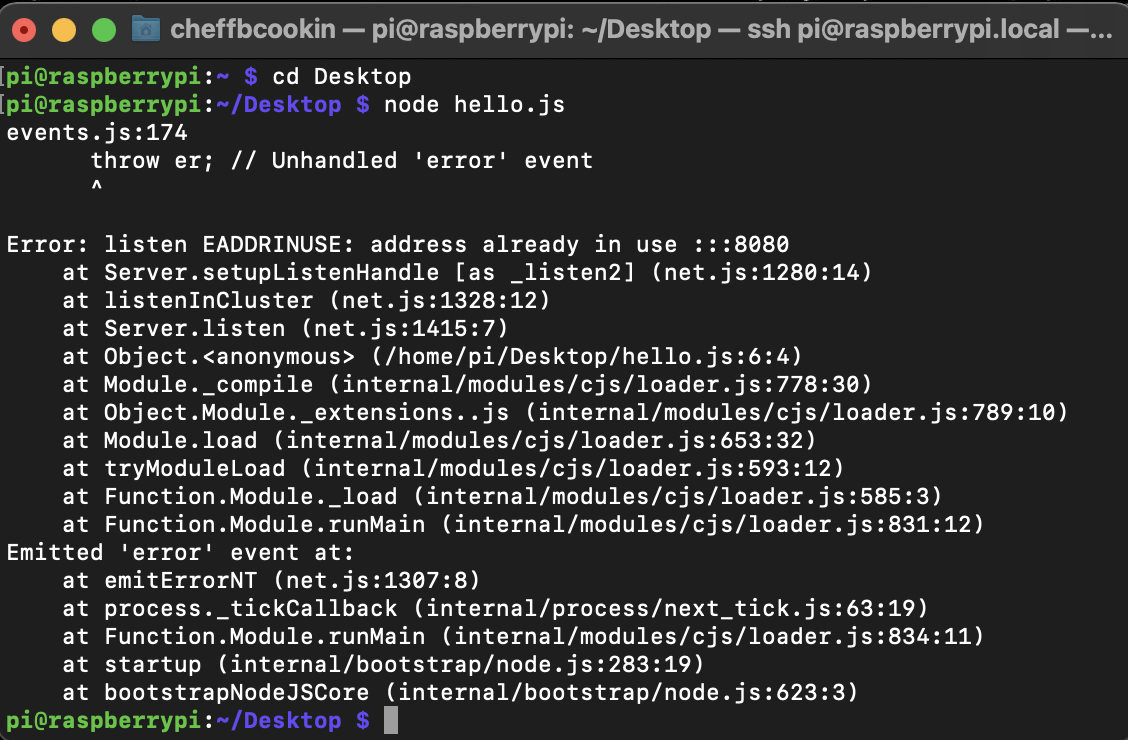 cheffbcookin — pi@raspberrypi: ~/Desktop — ssh pi@raspberrypi.local —...
[pi@raspberrypi:~ $ cd Desktop
[pi@raspberrypi:~/Desktop $ node hello.js
events.js:174
      throw er; // Unhandled 'error' event
      ^

Error: listen EADDRINUSE: address already in use :::8080
    at Server.setupListenHandle [as _listen2] (net.js:1280:14)
    at listenInCluster (net.js:1328:12)
    at Server.listen (net.js:1415:7)
    at Object.<anonymous> (/home/pi/Desktop/hello.js:6:4)
    at Module._compile (internal/modules/cjs/loader.js:778:30)
    at Object.Module._extensions..js (internal/modules/cjs/loader.js:789:10)
    at Module.load (internal/modules/cjs/loader.js:653:32)
    at tryModuleLoad (internal/modules/cjs/loader.js:593:12)
    at Function.Module._load (internal/modules/cjs/loader.js:585:3)
    at Function.Module.runMain (internal/modules/cjs/loader.js:831:12)
Emitted 'error' event at:
    at emitErrorNT (net.js:1307:8)
    at process._tickCallback (internal/process/next_tick.js:63:19)
    at Function.Module.runMain (internal/modules/cjs/loader.js:834:11)
    at startup (internal/bootstrap/node.js:283:19)
    at bootstrapNodeJSCore (internal/bootstrap/node.js:623:3)
pi@raspberrypi:~/Desktop $